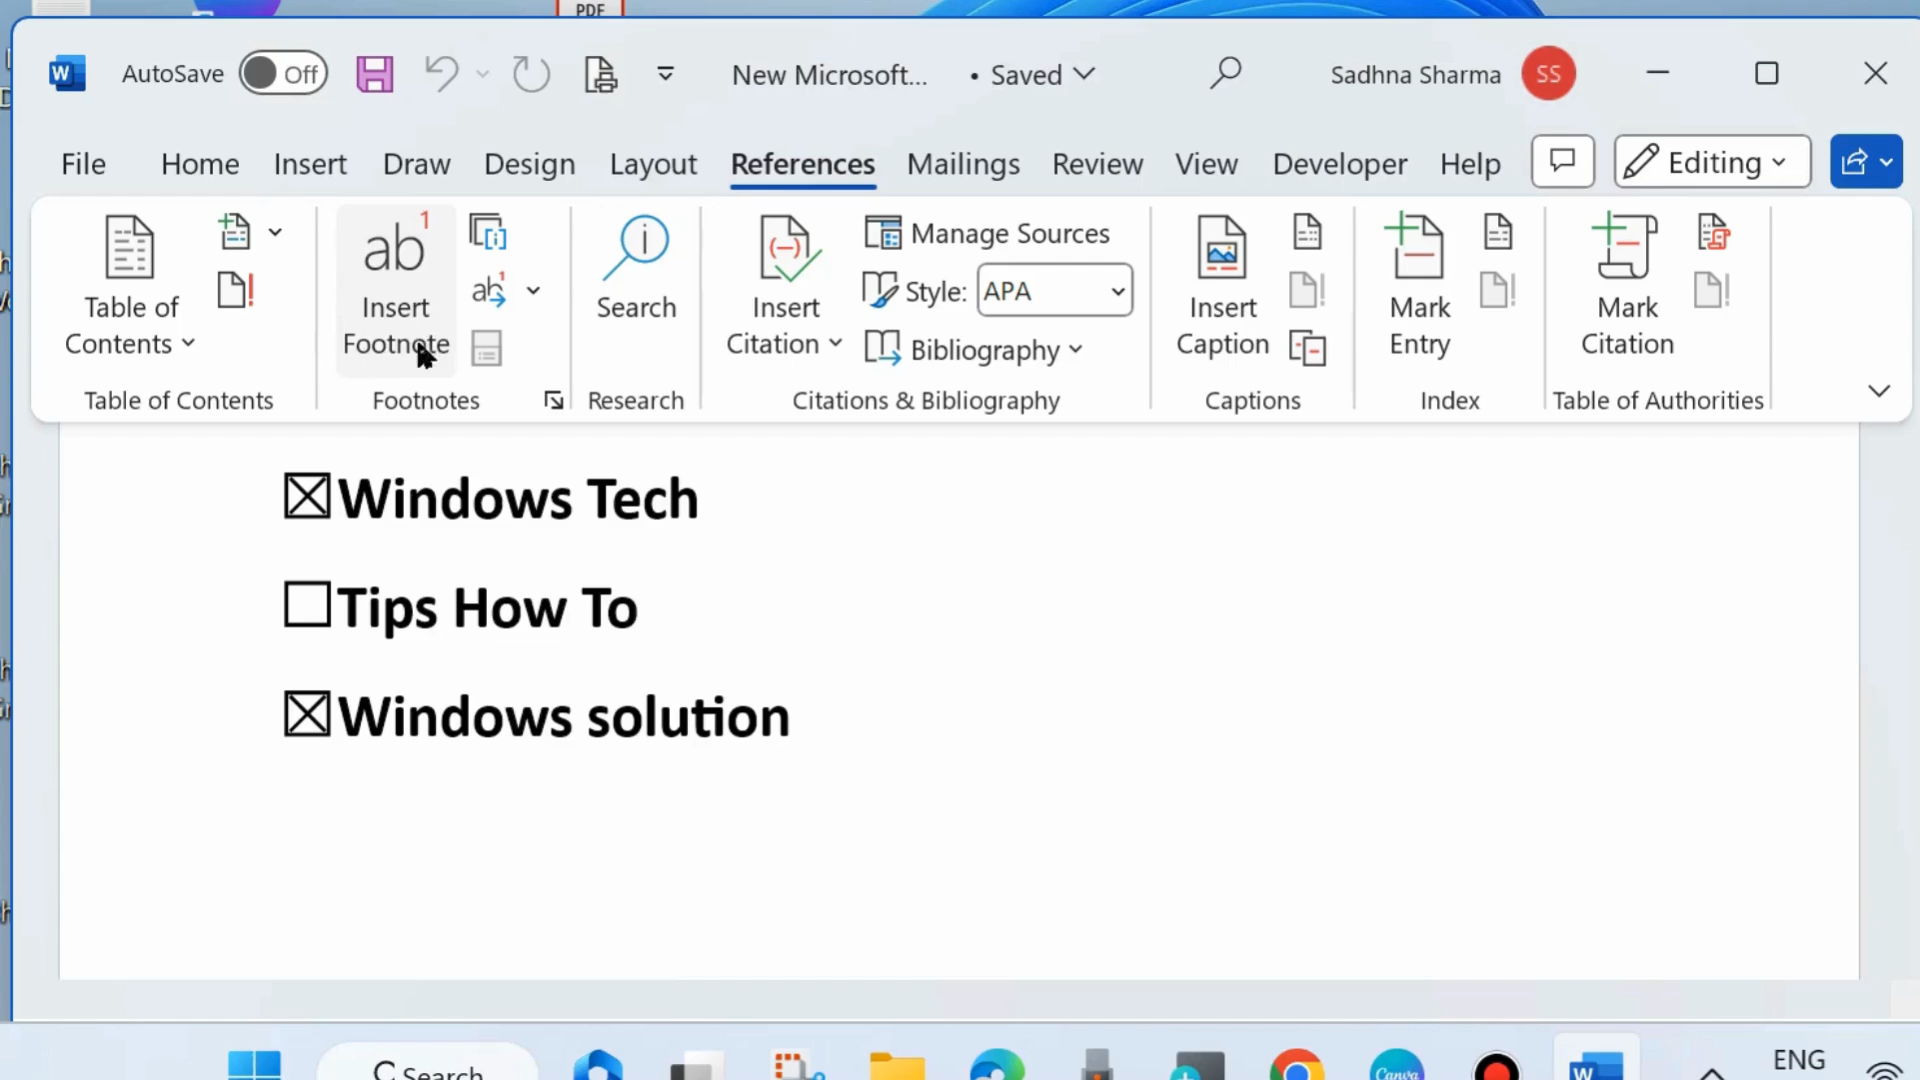 PDF
AutoSave Off New Microsoft... • Saved Sadhna Sharma SS
File Home Insert Draw Design Layout References Mailings Review View Developer Help Editing
Table of Contents
Insert Footnote
Search
Insert Citation
Manage Sources
Style: APA
Bibliography
Insert Caption
Mark Entry
Mark Citation
Table of Contents Footnotes Research Citations & Bibliography Captions Index Table of Authorities
Windows Tech
Tips How To
Windows solution
Search Canva W ENG